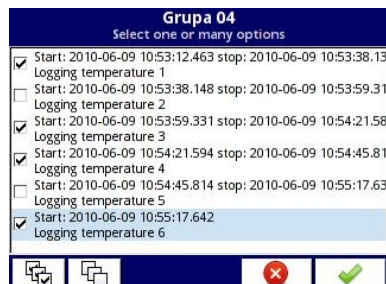 Grupa 04
Select one or many options
Start: 2010-06-09 10:53:12.463 stop: 2010-06-09 10:53:38.13
Logging temperature 1
Start: 2010-06-09 10:53:38.148 stop: 2010-06-09 10:53:59.31
Logging temperature 2
Start: 2010-06-09 10:53:59.331 stop: 2010-06-09 10:54:21.58
Logging temperature 3
Start: 2010-06-09 10:54:21.594 stop: 2010-06-09 10:54:45.81
Logging temperature 4
Start: 2010-06-09 10:54:45.814 stop: 2010-06-09 10:55:17.63
Logging temperature 5
Start: 2010-06-09 10:55:17.642
Logging temperature 6